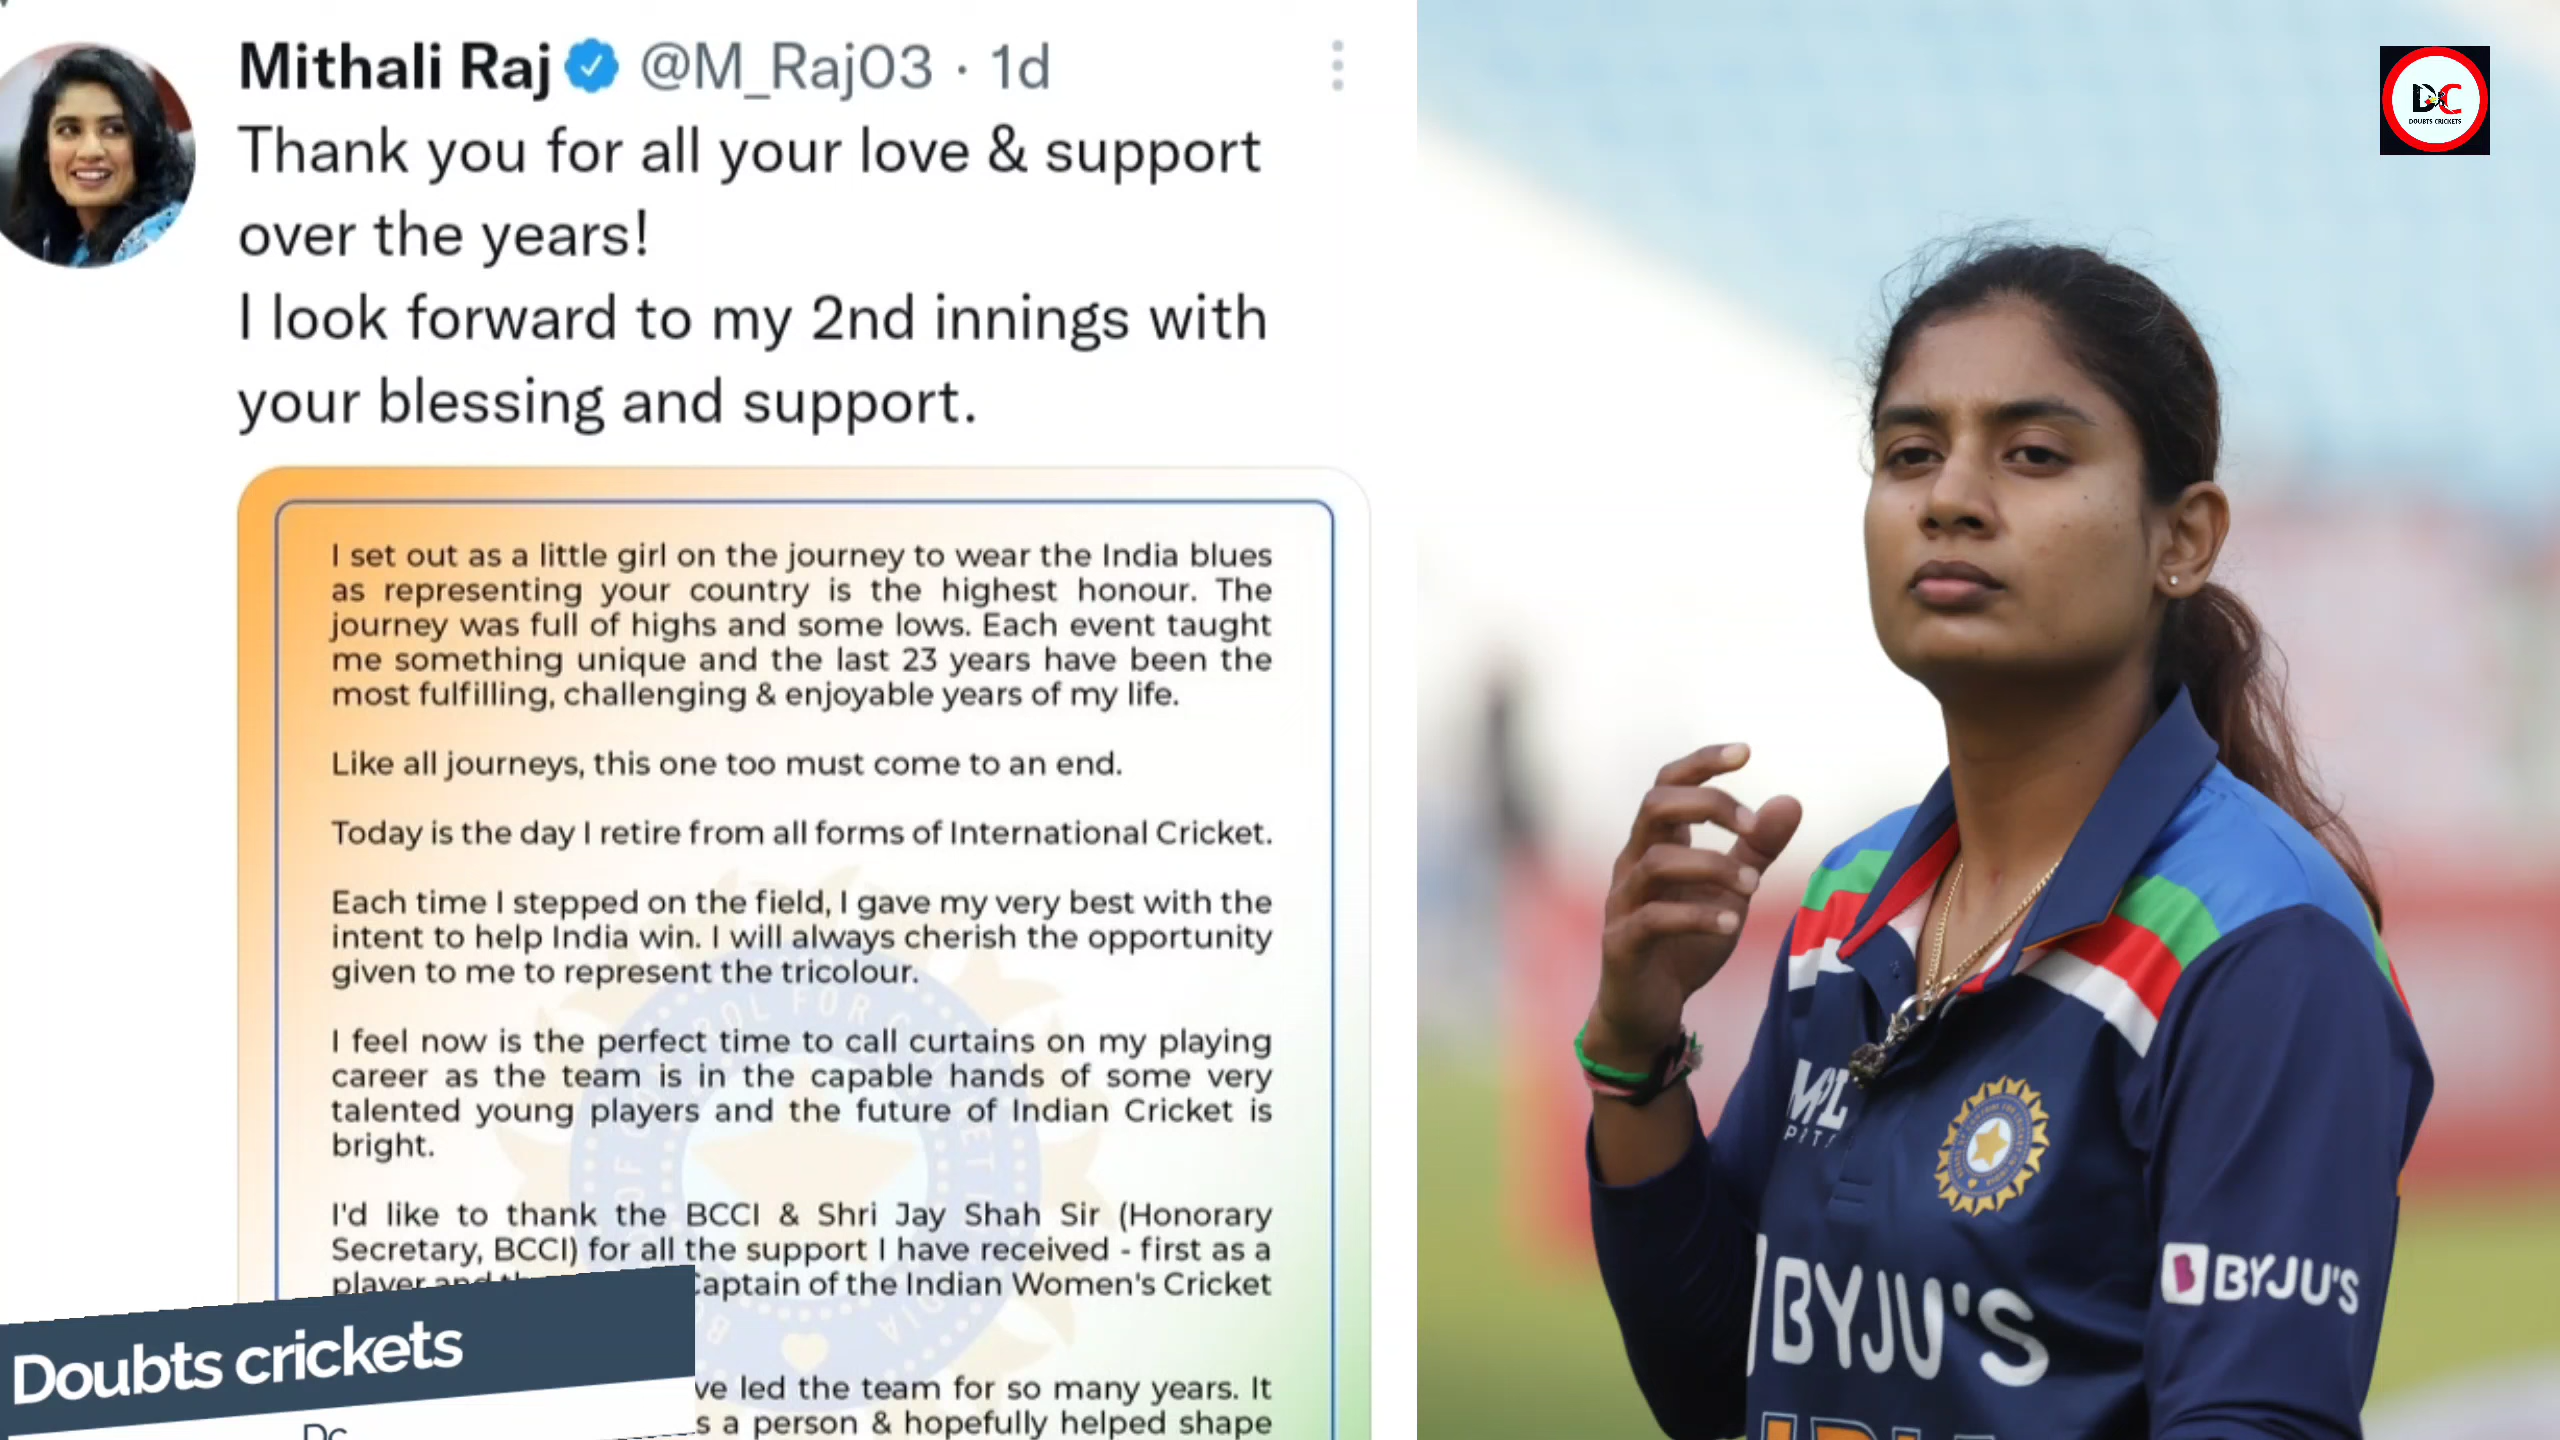 Mithali Raj @M_Raj03 · 1d
Thank you for all your love & support
over the years!
I look forward to my 2nd innings with
your blessing and support.
I set out as a little girl on the journey to wear the India blues
as representing your country is the highest honour. The
journey was full of highs and some lows. Each event taught
me something unique and the last 23 years have been the
most fulfilling, challenging & enjoyable years of my life.
Like all journeys, this one too must come to an end.
Today is the day I retire from all forms of International Cricket.
Each time I stepped on the field, I gave my very best with the
intent to help India win. I will always cherish the opportunity
given to me to represent the tricolour.
I feel now is the perfect time to call curtains on my playing
career as the team is in the capable hands of some very
talented young players and the future of Indian Cricket is
bright.
I'd like to thank the BCCI & Shri Jay Shah Sir (Honorary
Secretary, BCCI) for all the support I have received - first as a
player and Captain of the Indian Women's Cricket
led the team for so many years. It
a person & hopefully helped shape
Doubts crickets
Dc
DC
DOUBTS CRICKETS
MPL
BYJU'S
BYJU'S